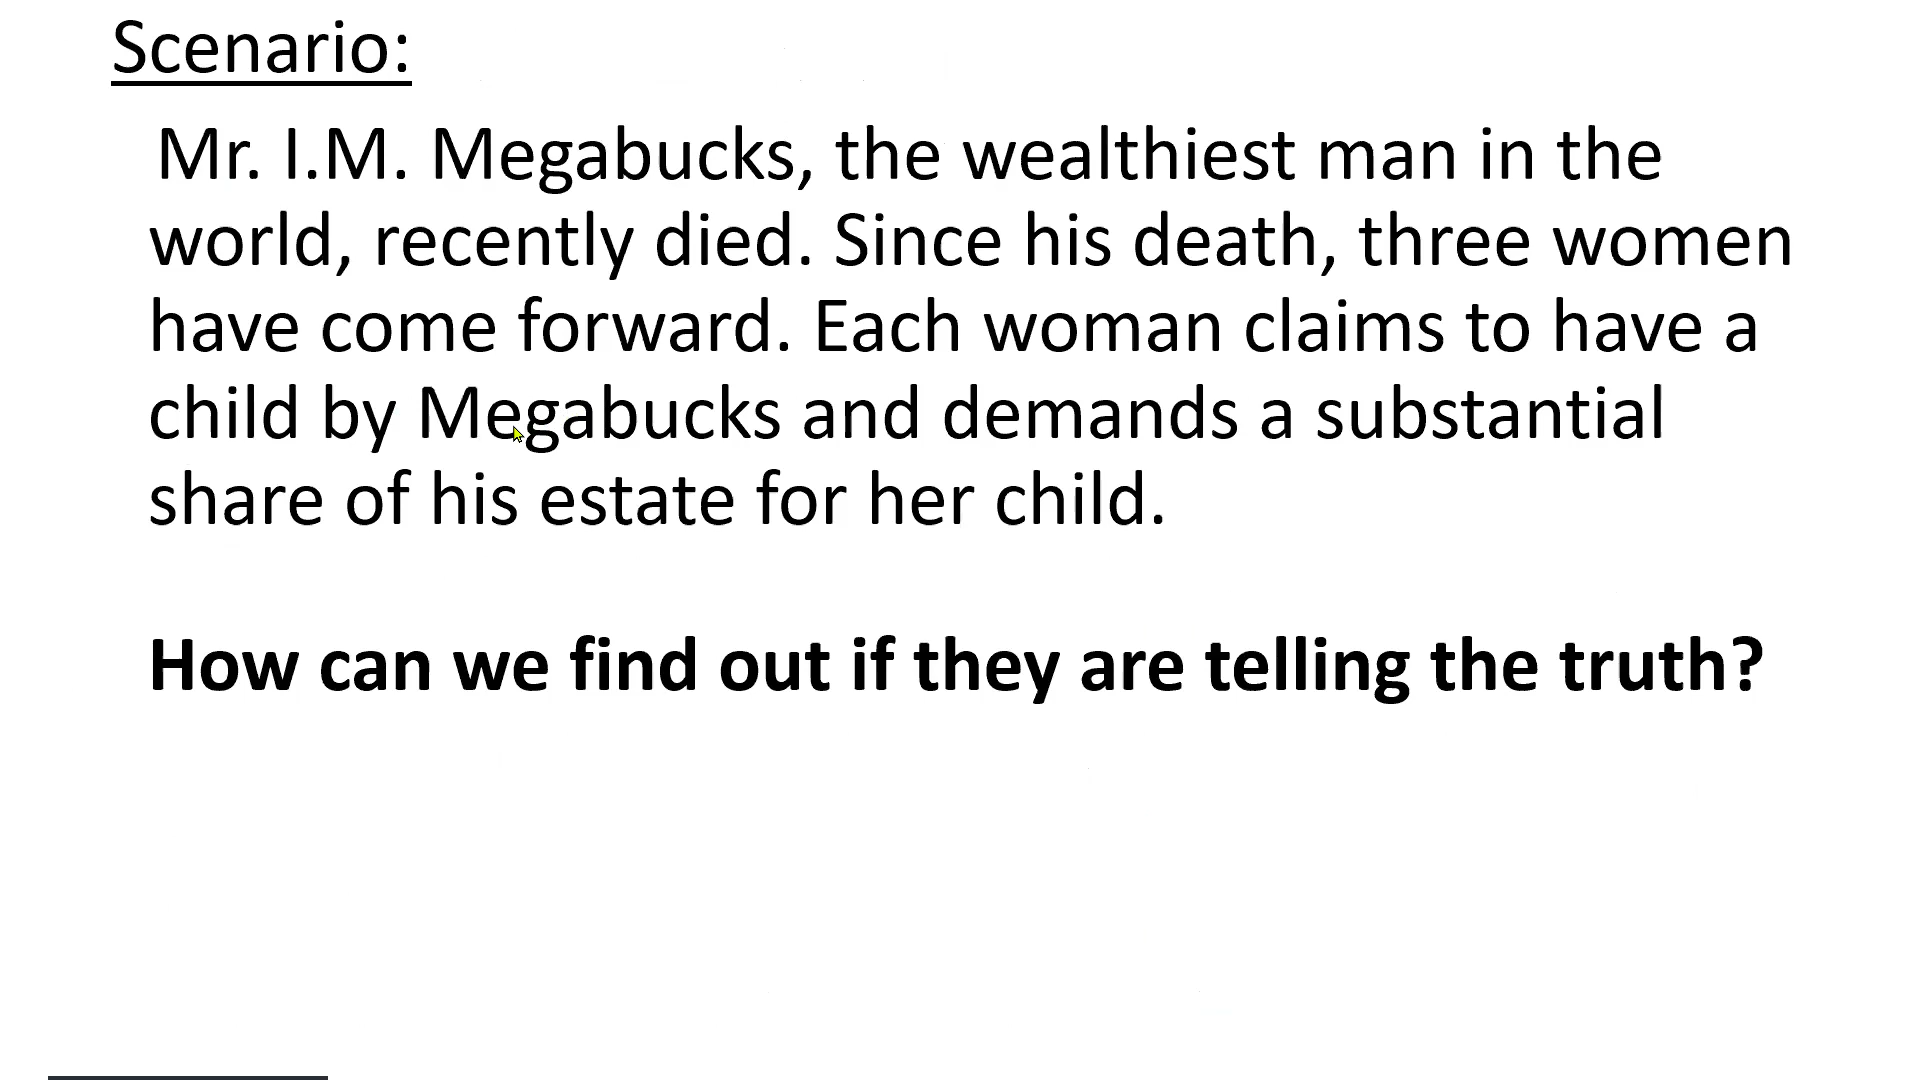 Scenario:
Mr. I.M. Megabucks, the wealthiest man in the
world, recently died. Since his death, three women
have come forward. Each woman claims to have a
child by Megabucks and demands a substantial
share of his estate for her child.
How can we find out if they are telling the truth?